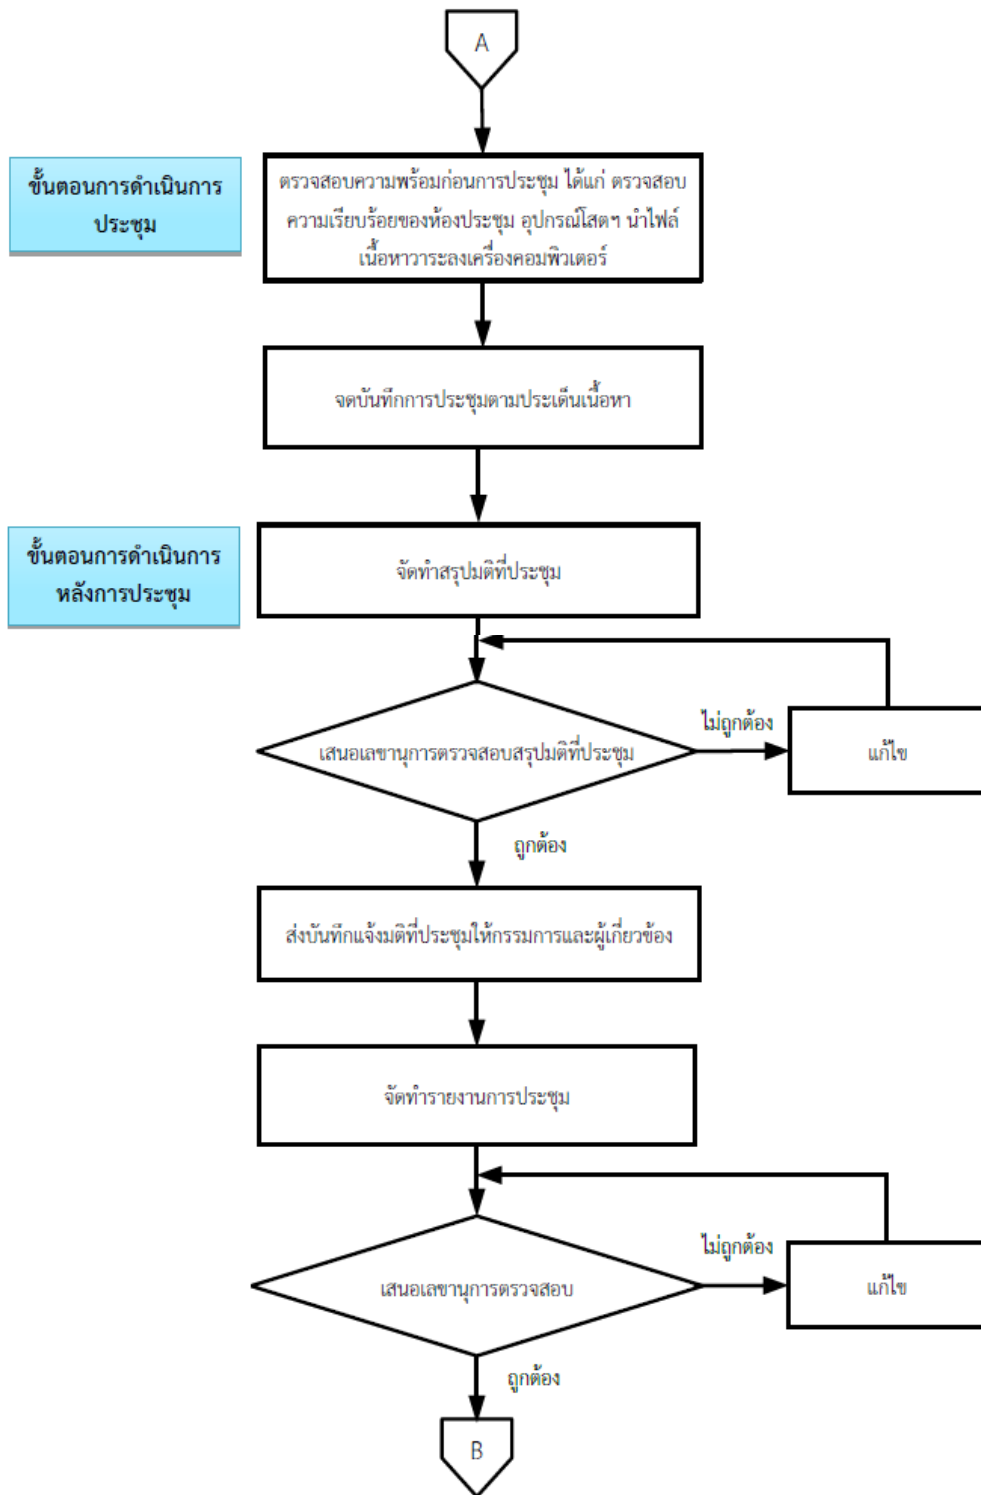 A
ขั้นตอนการดำเนินการ
ประชุม
ตรวจสอบความพร้อมก่อนการประชุม ได้แก่ ตรวจสอบ
ความเรียบร้อยของห้องประชุม อุปกรณ์โสตฯ นำไฟล์
เนื้อหาวาระลงเครื่องคอมพิวเตอร์
จดบันทึกการประชุมตามประเด็นเนื้อหา
ขั้นตอนการดำเนินการ
หลังการประชุม
จัดทำสรุปมติที่ประชุม
เสนอเลขานุการตรวจสอบสรุปมติที่ประชุม
ไม่ถูกต้อง
แก้ไข
ถูกต้อง
ส่งบันทึกแจ้งมติที่ประชุมให้กรรมการและผู้เกี่ยวข้อง
จัดทำรายงานการประชุม
เสนอเลขานุการตรวจสอบ
ไม่ถูกต้อง
แก้ไข
ถูกต้อง
B